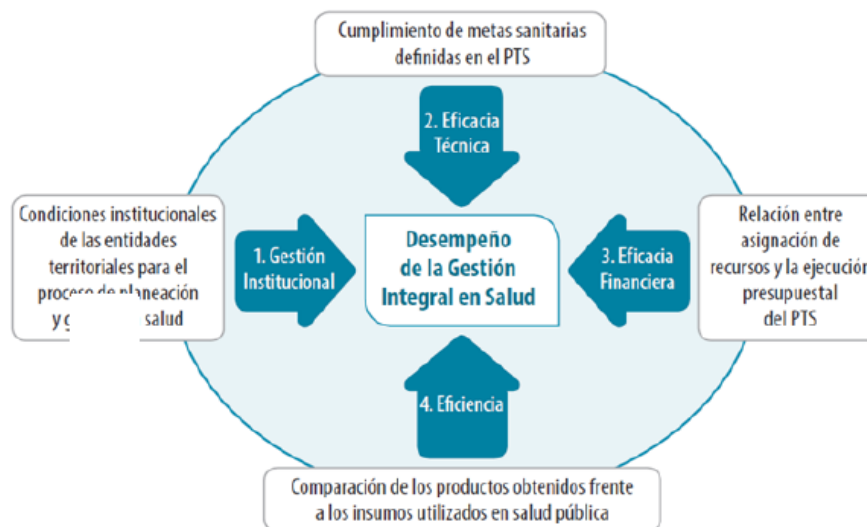 Cumplimiento de metas sanitarias
definidas en el PTS
2. Eficacia
Técnica
Condiciones institucionales
de las entidades
territoriales para el
proceso de planeación
y salud
1. Gestión
Institucional
Desempeño
de la Gestión
Integral en Salud
3. Eficacia
Financiera
Relación entre
asignación de
recursos y la ejecución
presupuestal
del PTS
4. Eficiencia
Comparación de los productos obtenidos frente
a los insumos utilizados en salud pública